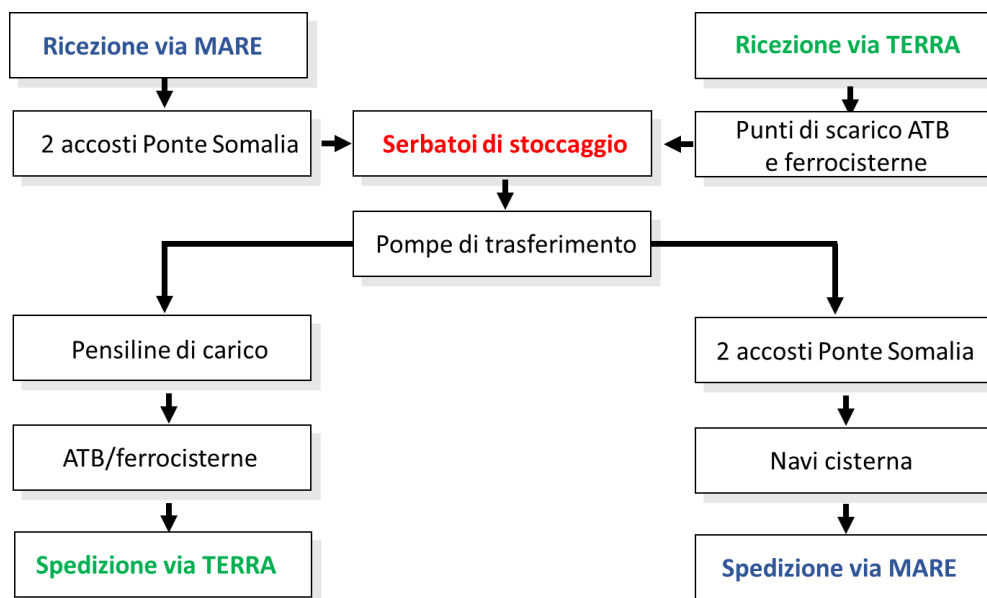 Ricezione via MARE
Ricezione via TERRA
2 accosti Ponte Somalia
Serbatoi di stoccaggio
Punti di scarico ATB
e ferrocisterne
Pompe di trasferimento
Pensiline di carico
2 accosti Ponte Somalia
ATB/ferrocisterne
Navi cisterna
Spedizione via TERRA
Spedizione via MARE